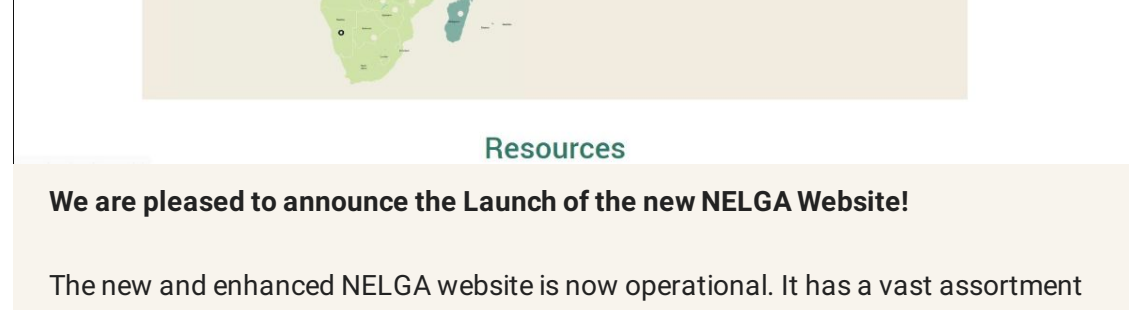 Resources
We are pleased to announce the Launch of the new NELGA Website!
The new and enhanced NELGA website is now operational. It has a vast assortment